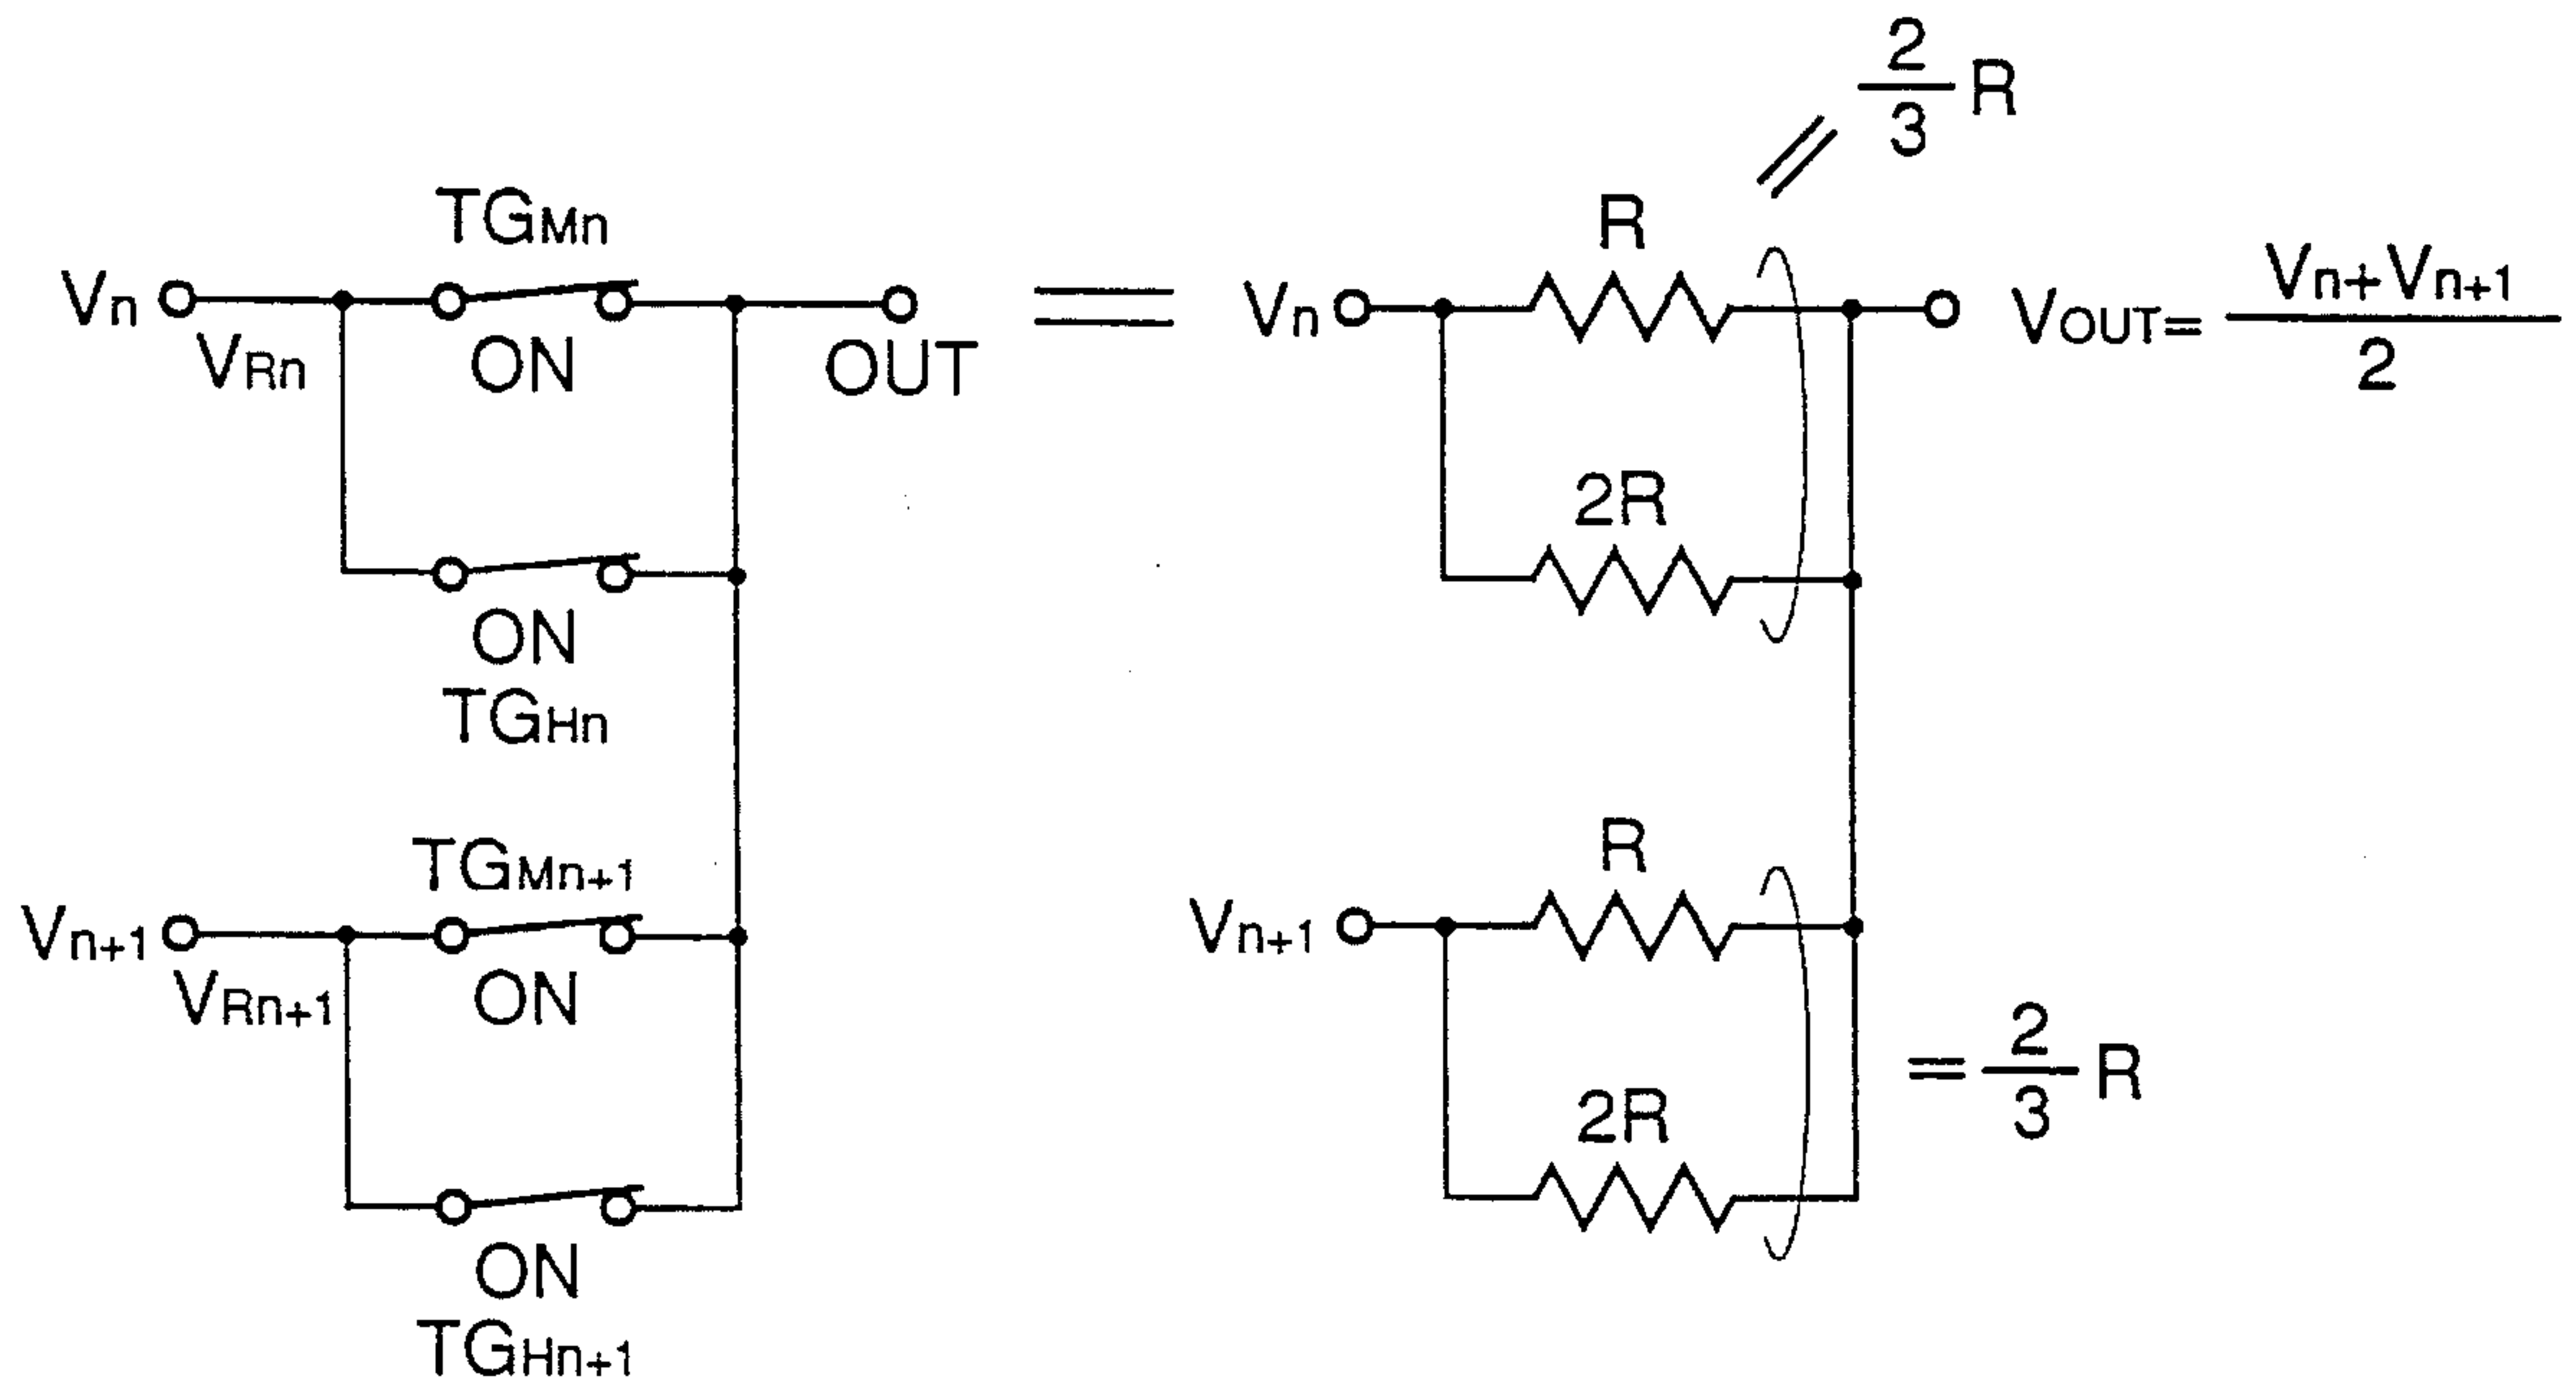 TGMn
Vn
VRn
ON
OUT
ON
TGHn
TGMn+1
Vn+1
VRn+1
ON
ON
TGHn+1
=
2/3 R
=
R
Vn
VOUT= Vn+Vn+1/2
2R
R
Vn+1
= 2/3 R
2R